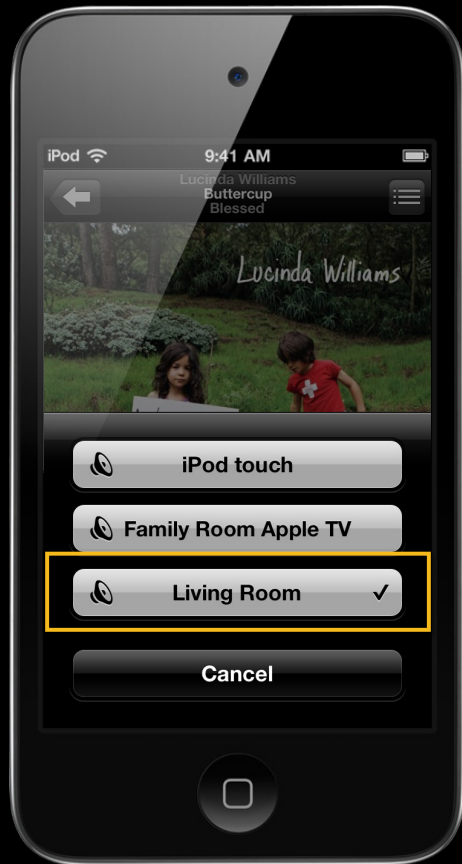 iPod 9:41 AM
Lucinda Williams
Buttercup
Blessed
Lucinda Williams
iPod touch
Family Room Apple TV
Living Room
Cancel